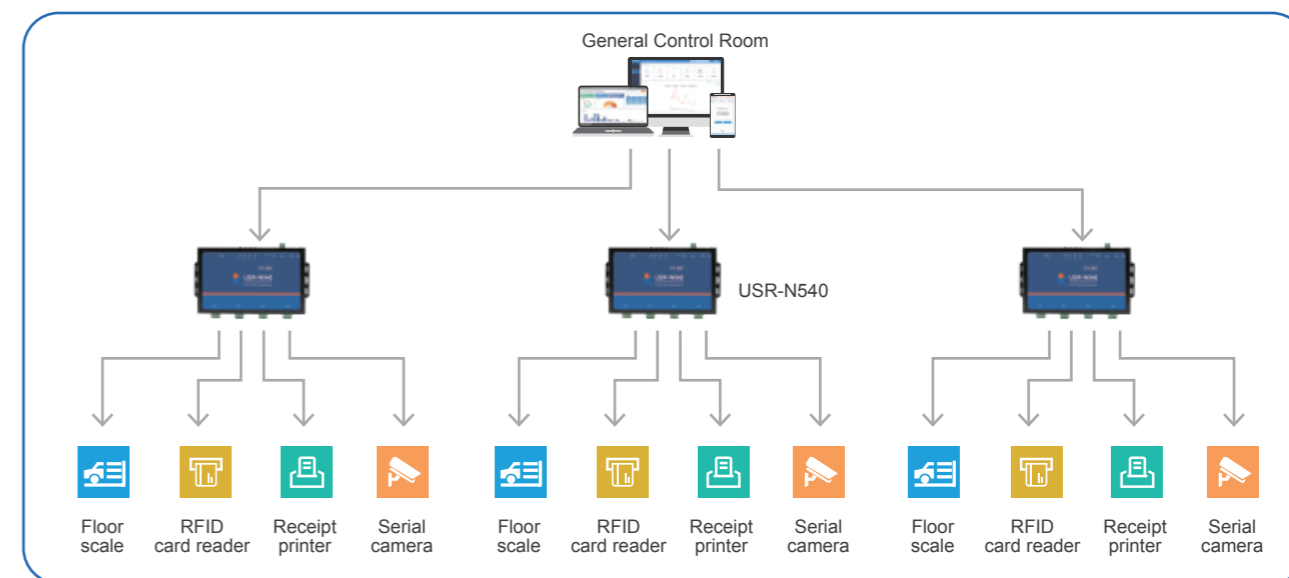 General Control Room
USR-N540
Floor
scale
RFID
card reader
Receipt
printer
Serial
camera
Floor
scale
RFID
card reader
Receipt
printer
Serial
camera
Floor
scale
RFID
card reader
Receipt
printer
Serial
camera